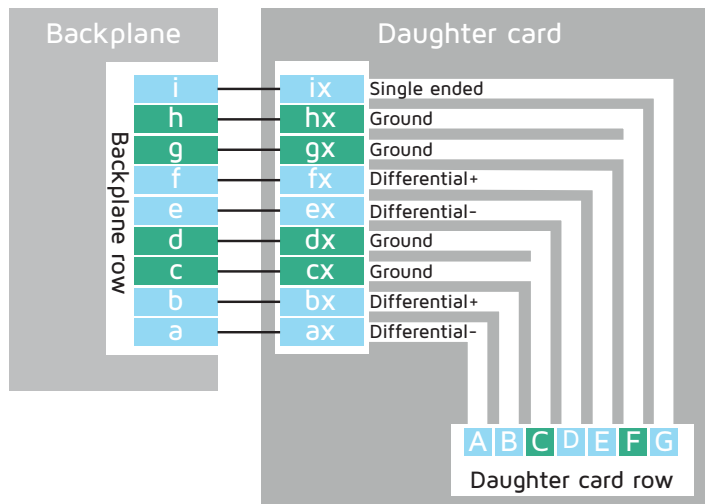 Backplane
Daughter card
Backplane row
i ix Single ended
h hx Ground
g gx Ground
f fx Differential+
e ex Differential-
d dx Ground
c cx Ground
b bx Differential+
a ax Differential-
A B C D E F G
Daughter card row